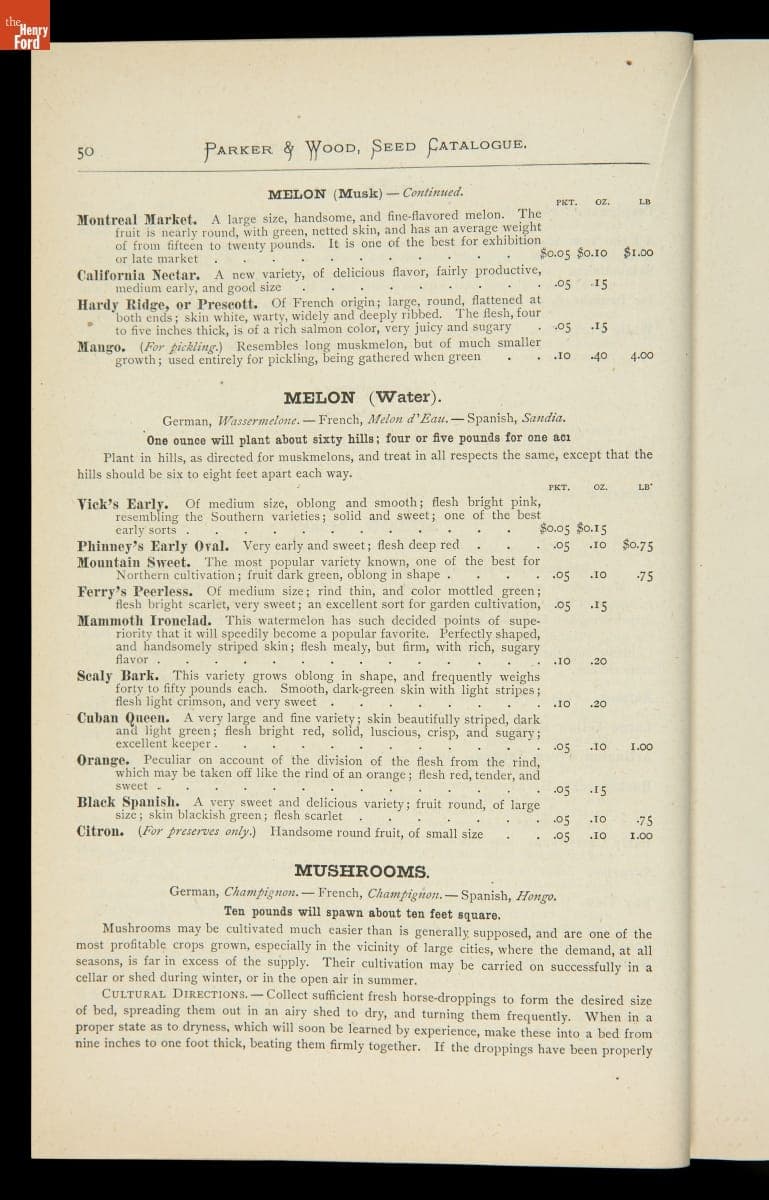 the
Henry
Ford
50 PARKER & WOOD, SEED CATALOGUE.
MELON (Musk) — Continued.
PKT. OZ. LB
Montreal Market. A large size, handsome, and fine-flavored melon. The
fruit is nearly round, with green, netted skin, and has an average weight
of from fifteen to twenty pounds. It is one of the best for exhibition
or late market . . . . . . . . . . . . $0.05 $0.10 $1.00
California Nectar. A new variety, of delicious flavor, fairly productive,
medium early, and good size . . . . . . . . . .05 .15
Hardy Ridge, or Prescott. Of French origin; large, round, flattened at
both ends; skin white, warty, widely and deeply ribbed. The flesh, four
to five inches thick, is of a rich salmon color, very juicy and sugary . .05 .15
Mango. (For pickling.) Resembles long muskmelon, but of much smaller
growth; used entirely for pickling, being gathered when green . . .10 .40 4.00
MELON (Water).
German, Wassermelone. — French, Melon d'Eau. — Spanish, Sandia.
One ounce will plant about sixty hills; four or five pounds for one
Plant in hills, as directed for muskmelons, and treat in all respects the same, except that the
hills should be six to eight feet apart each way.
PKT. OZ. LB
Vick's Early. Of medium size, oblong and smooth; flesh bright pink,
resembling the Southern varieties; solid and sweet; one of the best
early sorts . . . . . . . . . . . . $0.05 $0.15
Phinney's Early Oval. Very early and sweet; flesh deep red . . . .05 .10 $0.75
Mountain Sweet. The most popular variety known, one of the best for
Northern cultivation; fruit dark green, oblong in shape . . . . .05 .10 .75
Ferry's Peerless. Of medium size; rind thin, and color mottled green;
flesh bright scarlet, very sweet; an excellent sort for garden cultivation, .05 .15
Mammoth Ironclad. This watermelon has such decided points of supe-
riority that it will speedily become a popular favorite. Perfectly shaped,
and handsomely striped skin; flesh mealy, but firm, with rich, sugary
flavor . . . . . . . . . . . . . . .10 .20
Scaly Bark. This variety grows oblong in shape, and frequently weighs
forty to fifty pounds each. Smooth, dark-green skin with light stripes;
flesh light crimson, and very sweet . . . . . . . . .10 .20
Cuban Queen. A very large and fine variety; skin beautifully striped, dark
and light green; flesh bright red, solid, luscious, crisp, and sugary;
excellent keeper . . . . . . . . . . . . .05 .10 1.00
Orange. Peculiar on account of the division of the flesh from the rind,
which may be taken off like the rind of an orange; flesh red, tender, and
sweet . . . . . . . . . . . . . . .05 .15
Black Spanish. A very sweet and delicious variety; fruit round, of large
size; skin blackish green; flesh scarlet . . . . . . . .05 .10 .75
Citron. (For preserves only.) Handsome round fruit, of small size . . .05 .10 1.00
MUSHROOMS.
German, Champignon. — French, Champignon. — Spanish, Hongo.
Ten pounds will spawn about ten feet square.
Mushrooms may be cultivated much easier than is generally supposed, and are one of the
most profitable crops grown, especially in the vicinity of large cities, where the demand, at all
seasons, is far in excess of the supply. Their cultivation may be carried on successfully in a
cellar or shed during winter, or in the open air in summer.
CULTURAL DIRECTIONS. — Collect sufficient fresh horse-droppings to form the desired size
of bed, spreading them out in an airy shed to dry, and turning them frequently. When in a
proper state as to dryness, which will soon be learned by experience, make these into a bed from
nine inches to one foot thick, beating them firmly together. If the droppings have been properly